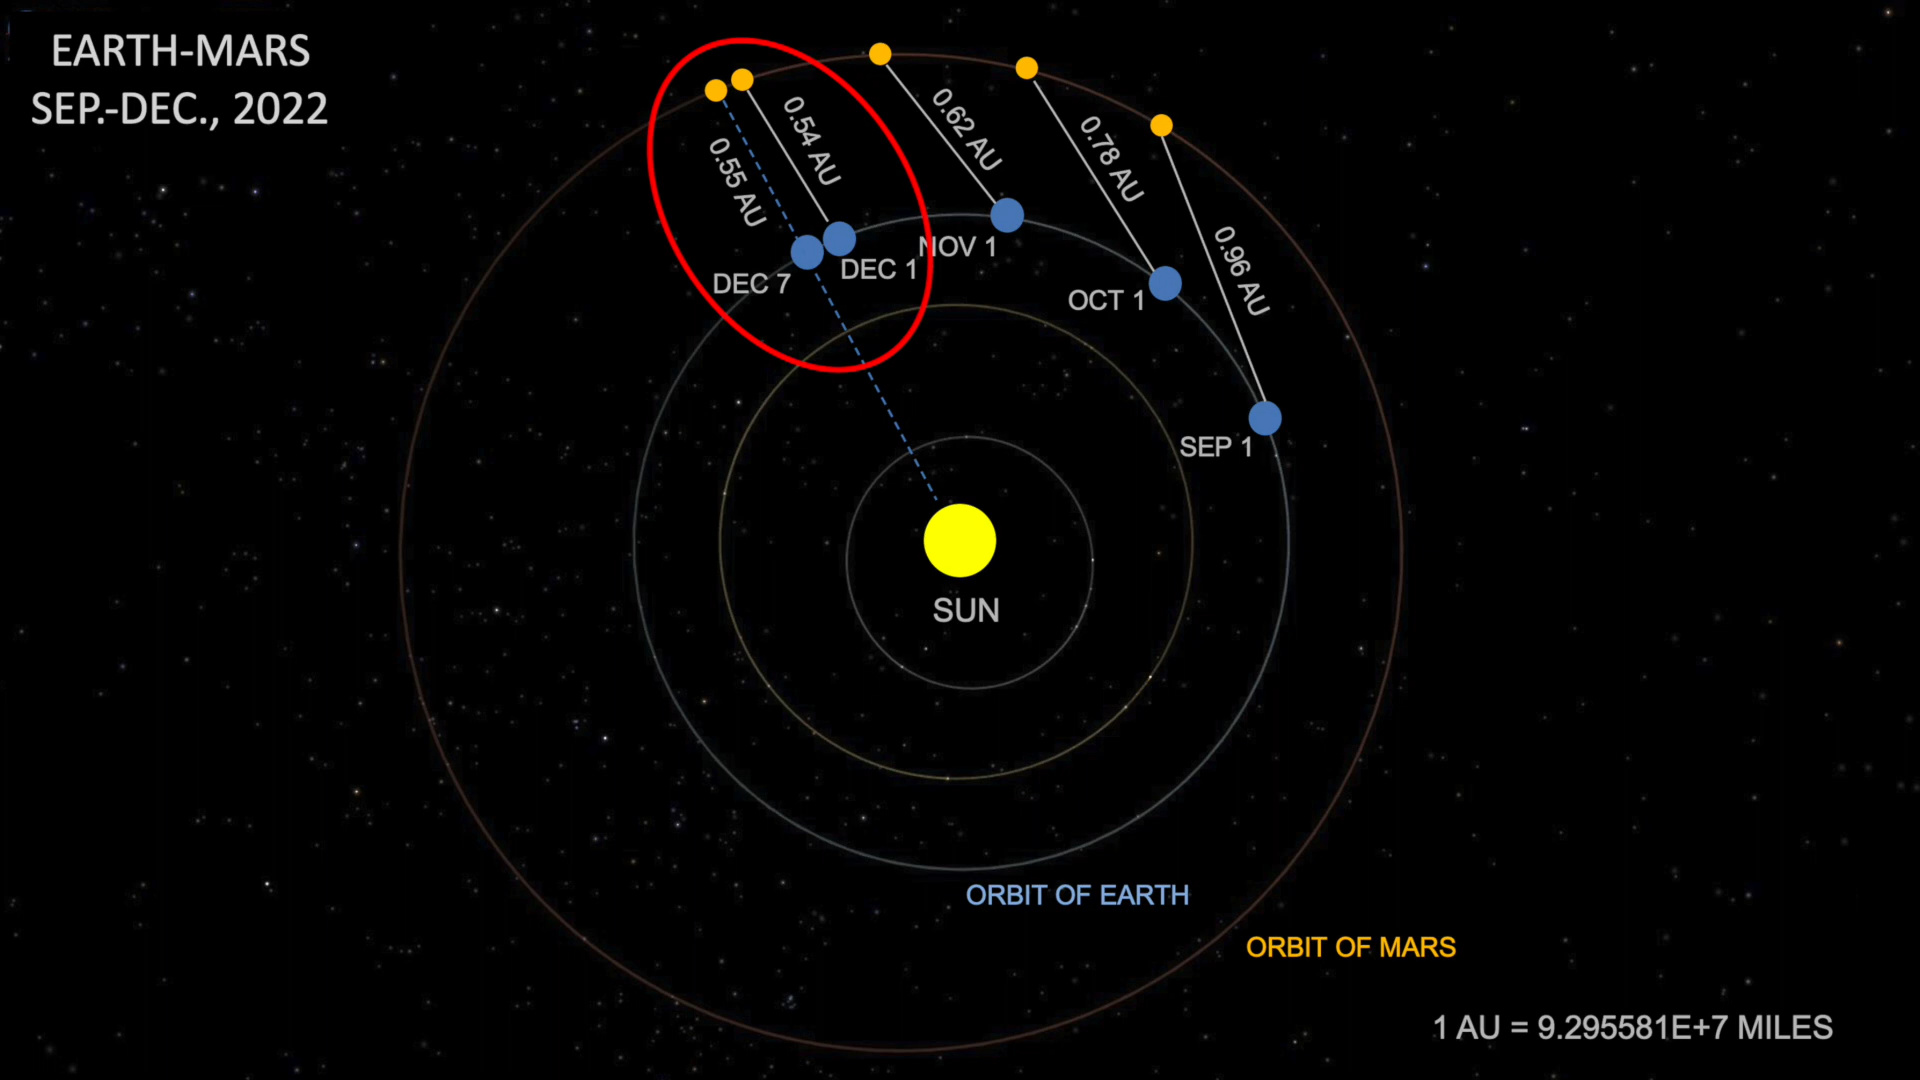 EARTH-MARS
SEP.-DEC., 2022
0.55 AU
0.54 AU
0.62 AU
0.78 AU
0.96 AU
DEC 7
DEC 1
NOV 1
OCT 1
SEP 1
SUN
ORBIT OF EARTH
ORBIT OF MARS
1 AU = 9.295581E+7 MILES